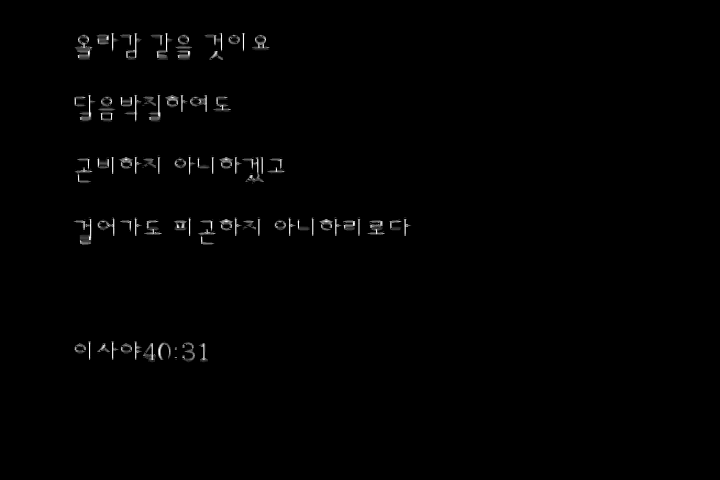 올라감 같을 것이요
달음박질하여도
곤비하지 아니하겠고
걸어가도 피곤하지 아니하리로다
이사야40:31